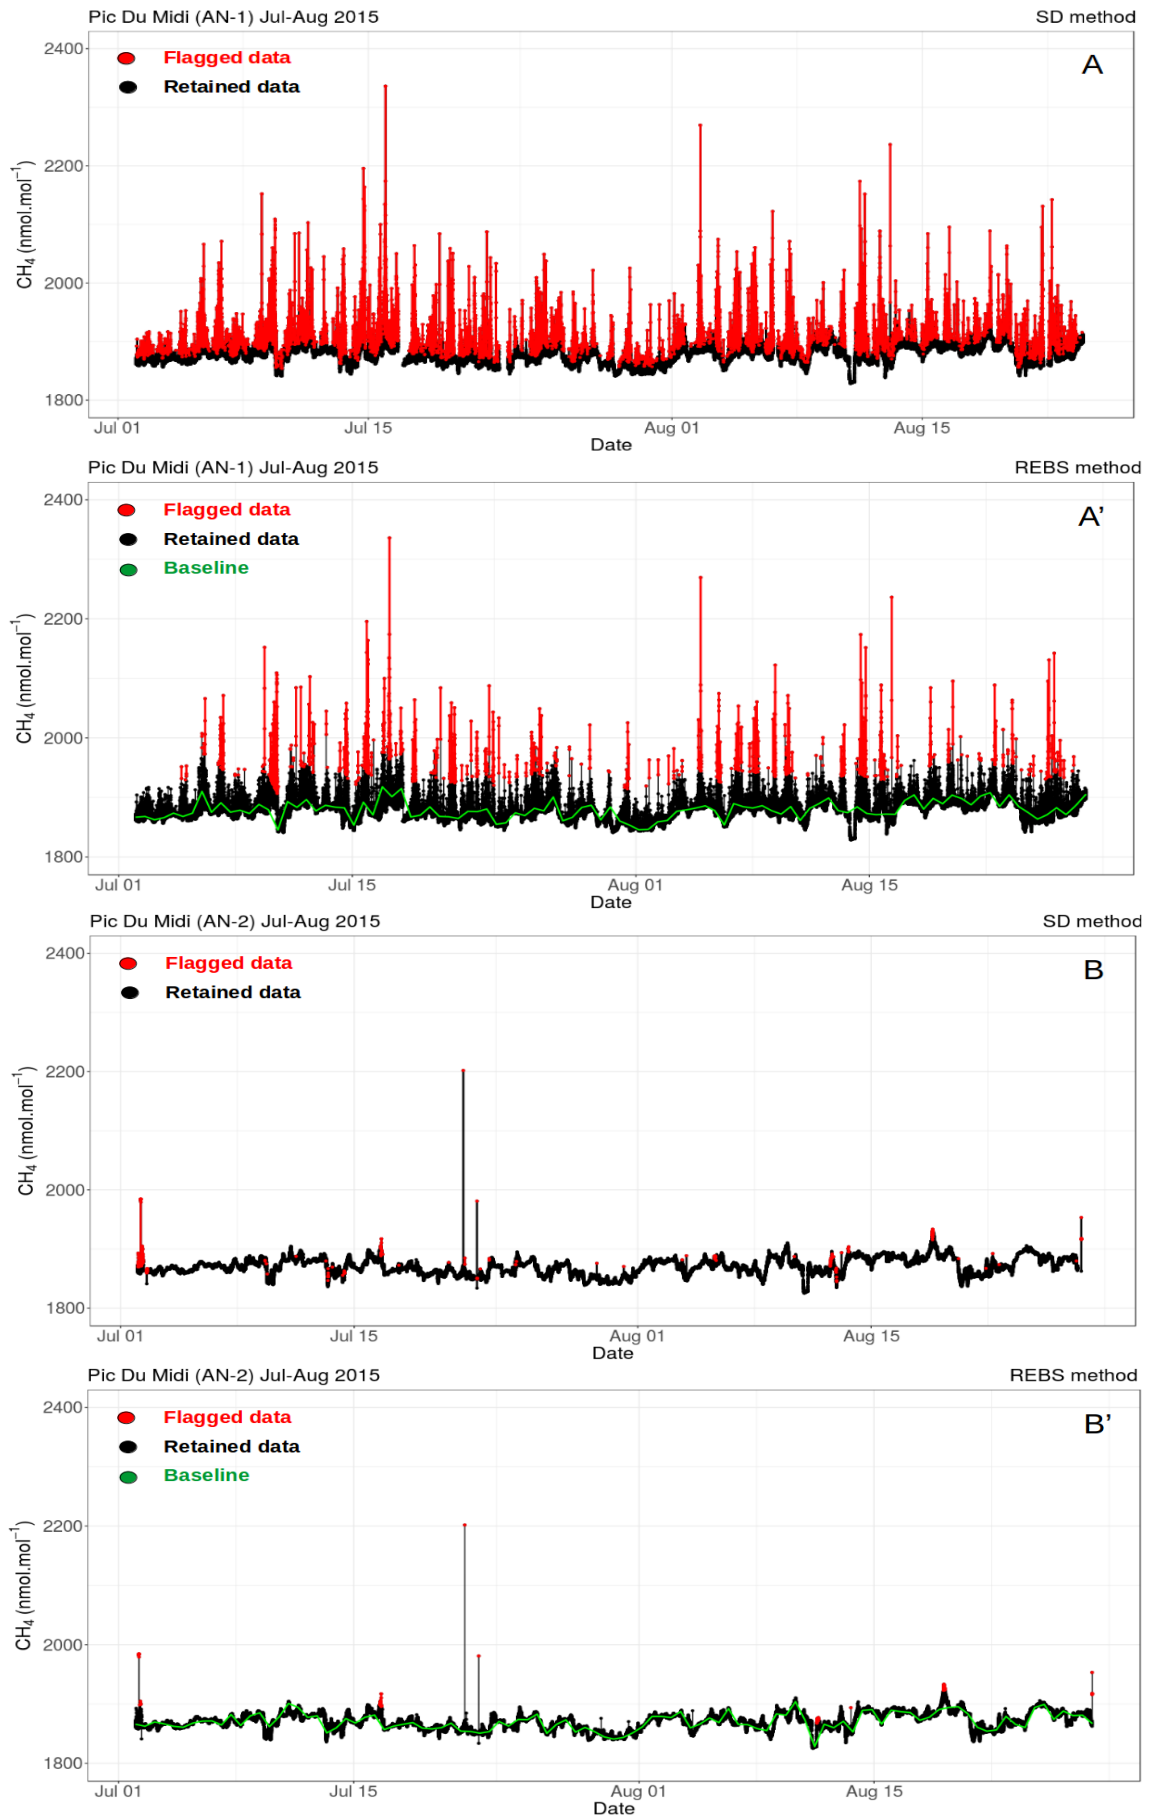 Pic Du Midi (AN-1) Jul-Aug 2015 SD method
2400
Flagged data
A
Retained data
2200
CH₄ (nmol.mol⁻¹)
2000
1800
Jul 01 Jul 15 Aug 01 Aug 15
Date
Pic Du Midi (AN-1) Jul-Aug 2015 REBS method
2400
Flagged data
A’
Retained data
Baseline
2200
CH₄ (nmol.mol⁻¹)
2000
1800
Jul 01 Jul 15 Aug 01 Aug 15
Date
Pic Du Midi (AN-2) Jul-Aug 2015 SD method
2400
Flagged data
B
Retained data
2200
CH₄ (nmol.mol⁻¹)
2000
1800
Jul 01 Jul 15 Aug 01 Aug 15
Date
Pic Du Midi (AN-2) Jul-Aug 2015 REBS method
2400
Flagged data
B’
Retained data
Baseline
2200
CH₄ (nmol.mol⁻¹)
2000
1800
Jul 01 Jul 15 Aug 01 Aug 15
Date